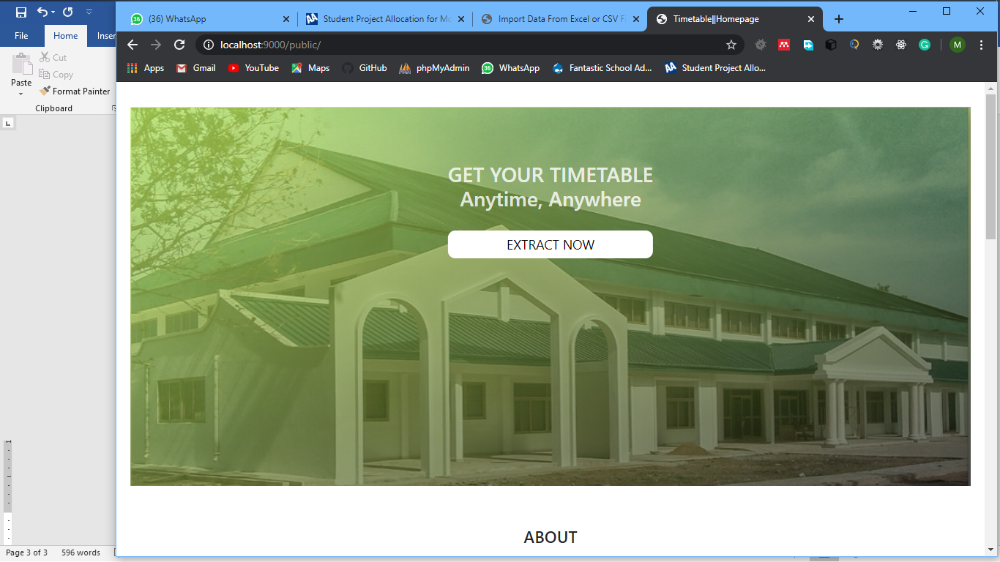 (36) WhatsApp
Student Project Allocation for Mo
Import Data From Excel or CSV Fi
Timetable||Homepage
File
Home
Inser
localhost:9000/public/
M
Apps
Gmail
YouTube
Maps
GitHub
phpMyAdmin
WhatsApp
Fantastic School Ad...
Student Project Allo...
Cut
Copy
Paste
Format Painter
Clipboard
GET YOUR TIMETABLE
Anytime, Anywhere
EXTRACT NOW
ABOUT
Page 3 of 3
596 words